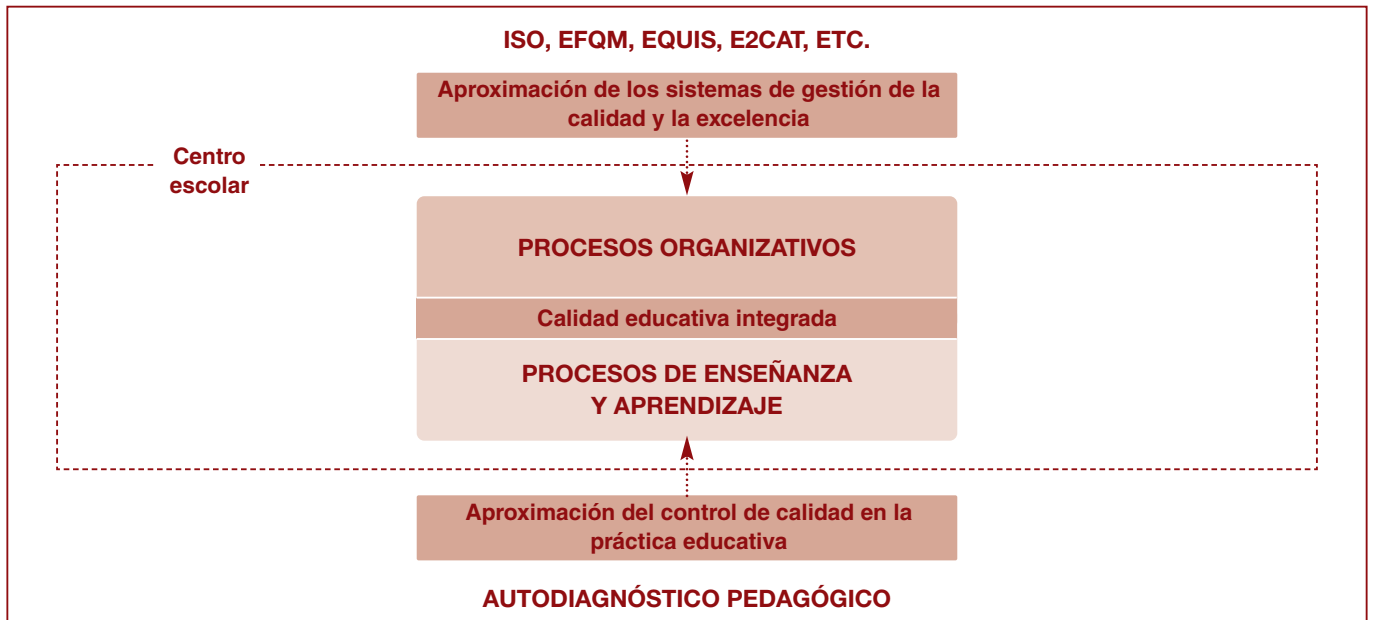 ISO, EFQM, EQUIS, E2CAT, ETC.
Aproximación de los sistemas de gestión de la
calidad y la excelencia
Centro
escolar
PROCESOS ORGANIZATIVOS
Calidad educativa integrada
PROCESOS DE ENSEÑANZA
Y APRENDIZAJE
Aproximación del control de calidad en la
práctica educativa
AUTODIAGNÓSTICO PEDAGÓGICO